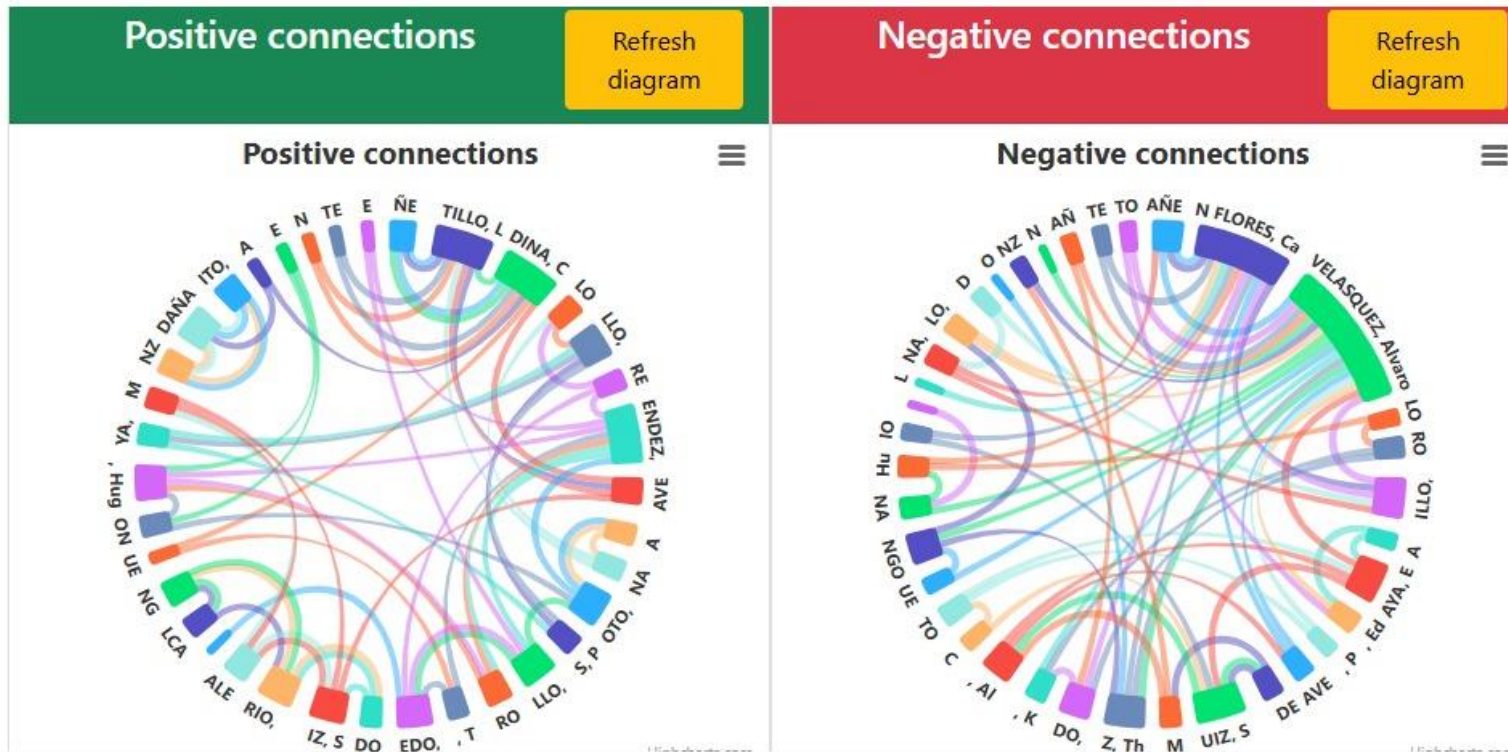 Positive connections
Refresh
diagram
Negative connections
Refresh
diagram
Positive connections
Negative connections
ÑE
TILLO, L
DINA, C
LO
LLO,
RE
ENDEZ,
AVE
A
NA
OTO,
S, P
LLO,
RO
, T
EDO,
DO
IZ, S
RIO,
ALE
LCA
NG
UE
NO
, Hug
YA,
M
NZ
DAÑA
ITO,
A
E
N
TE
E
AÑE
N FLORES, Ca
VELASQUEZ, Alvaro
LO
RO
ILLO,
A
AYA, E
, Ed
, P
AVE
DE
UIZ, S
M
Z, Th
DO,
, K
, Al
C
TO
UE
NGO
NA
Hu
IO
L
NA,
LO,
D
O
NZ
N
AÑ
TE
TO